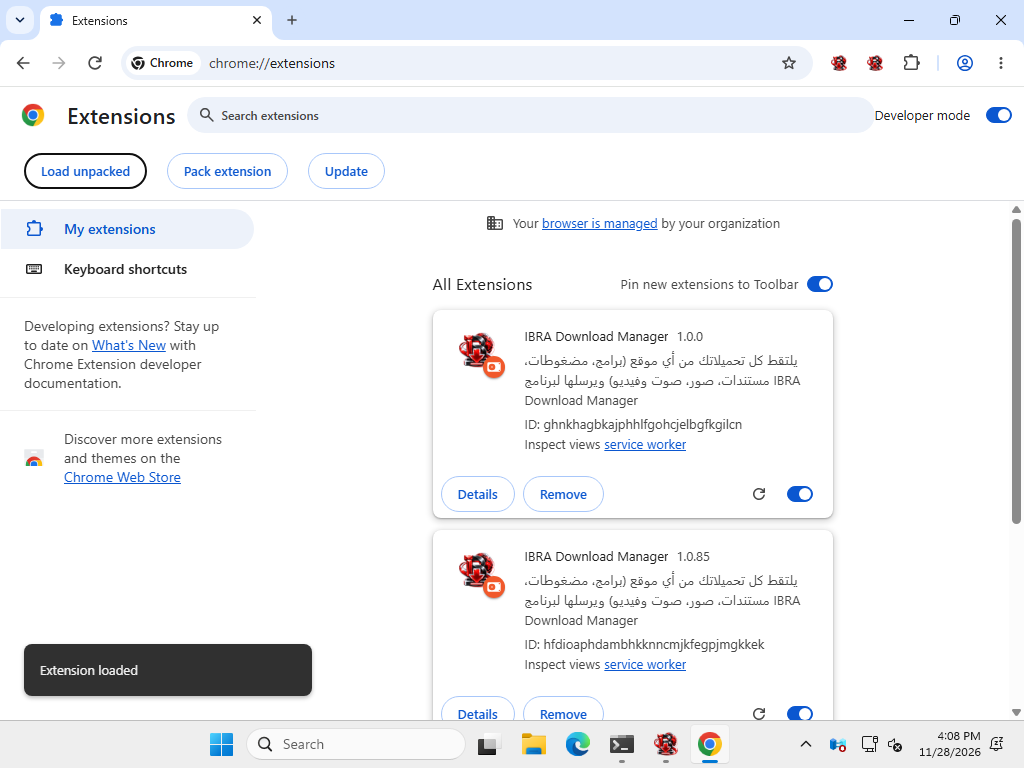 Extensions
Chrome
chrome://extensions
Extensions
Search extensions
Developer mode
Load unpacked
Pack extension
Update
My extensions
Keyboard shortcuts
Developing extensions? Stay up
to date on What's New with
Chrome Extension developer
documentation.
Discover more extensions
and themes on the
Chrome Web Store
Your browser is managed by your organization
All Extensions
Pin new extensions to Toolbar
IBRA Download Manager 1.0.0
يلتقط كل تحميلاتك من أي موقع (برامج، مضغوطات،
مستندات، صور، صوت وفيديو) ويرسلها لبرنامج IBRA
Download Manager
ID: ghnkhagbkajphhlfgohcjelbgfkgilcn
Inspect views service worker
Details
Remove
IBRA Download Manager 1.0.85
يلتقط كل تحميلاتك من أي موقع (برامج، مضغوطات،
مستندات، صور، صوت وفيديو) ويرسلها لبرنامج IBRA
Download Manager
ID: hfdioaphdambhkknncmjkfegpjmgkkek
Inspect views service worker
Details
Remove
Extension loaded
Search
4:08 PM
11/28/2026